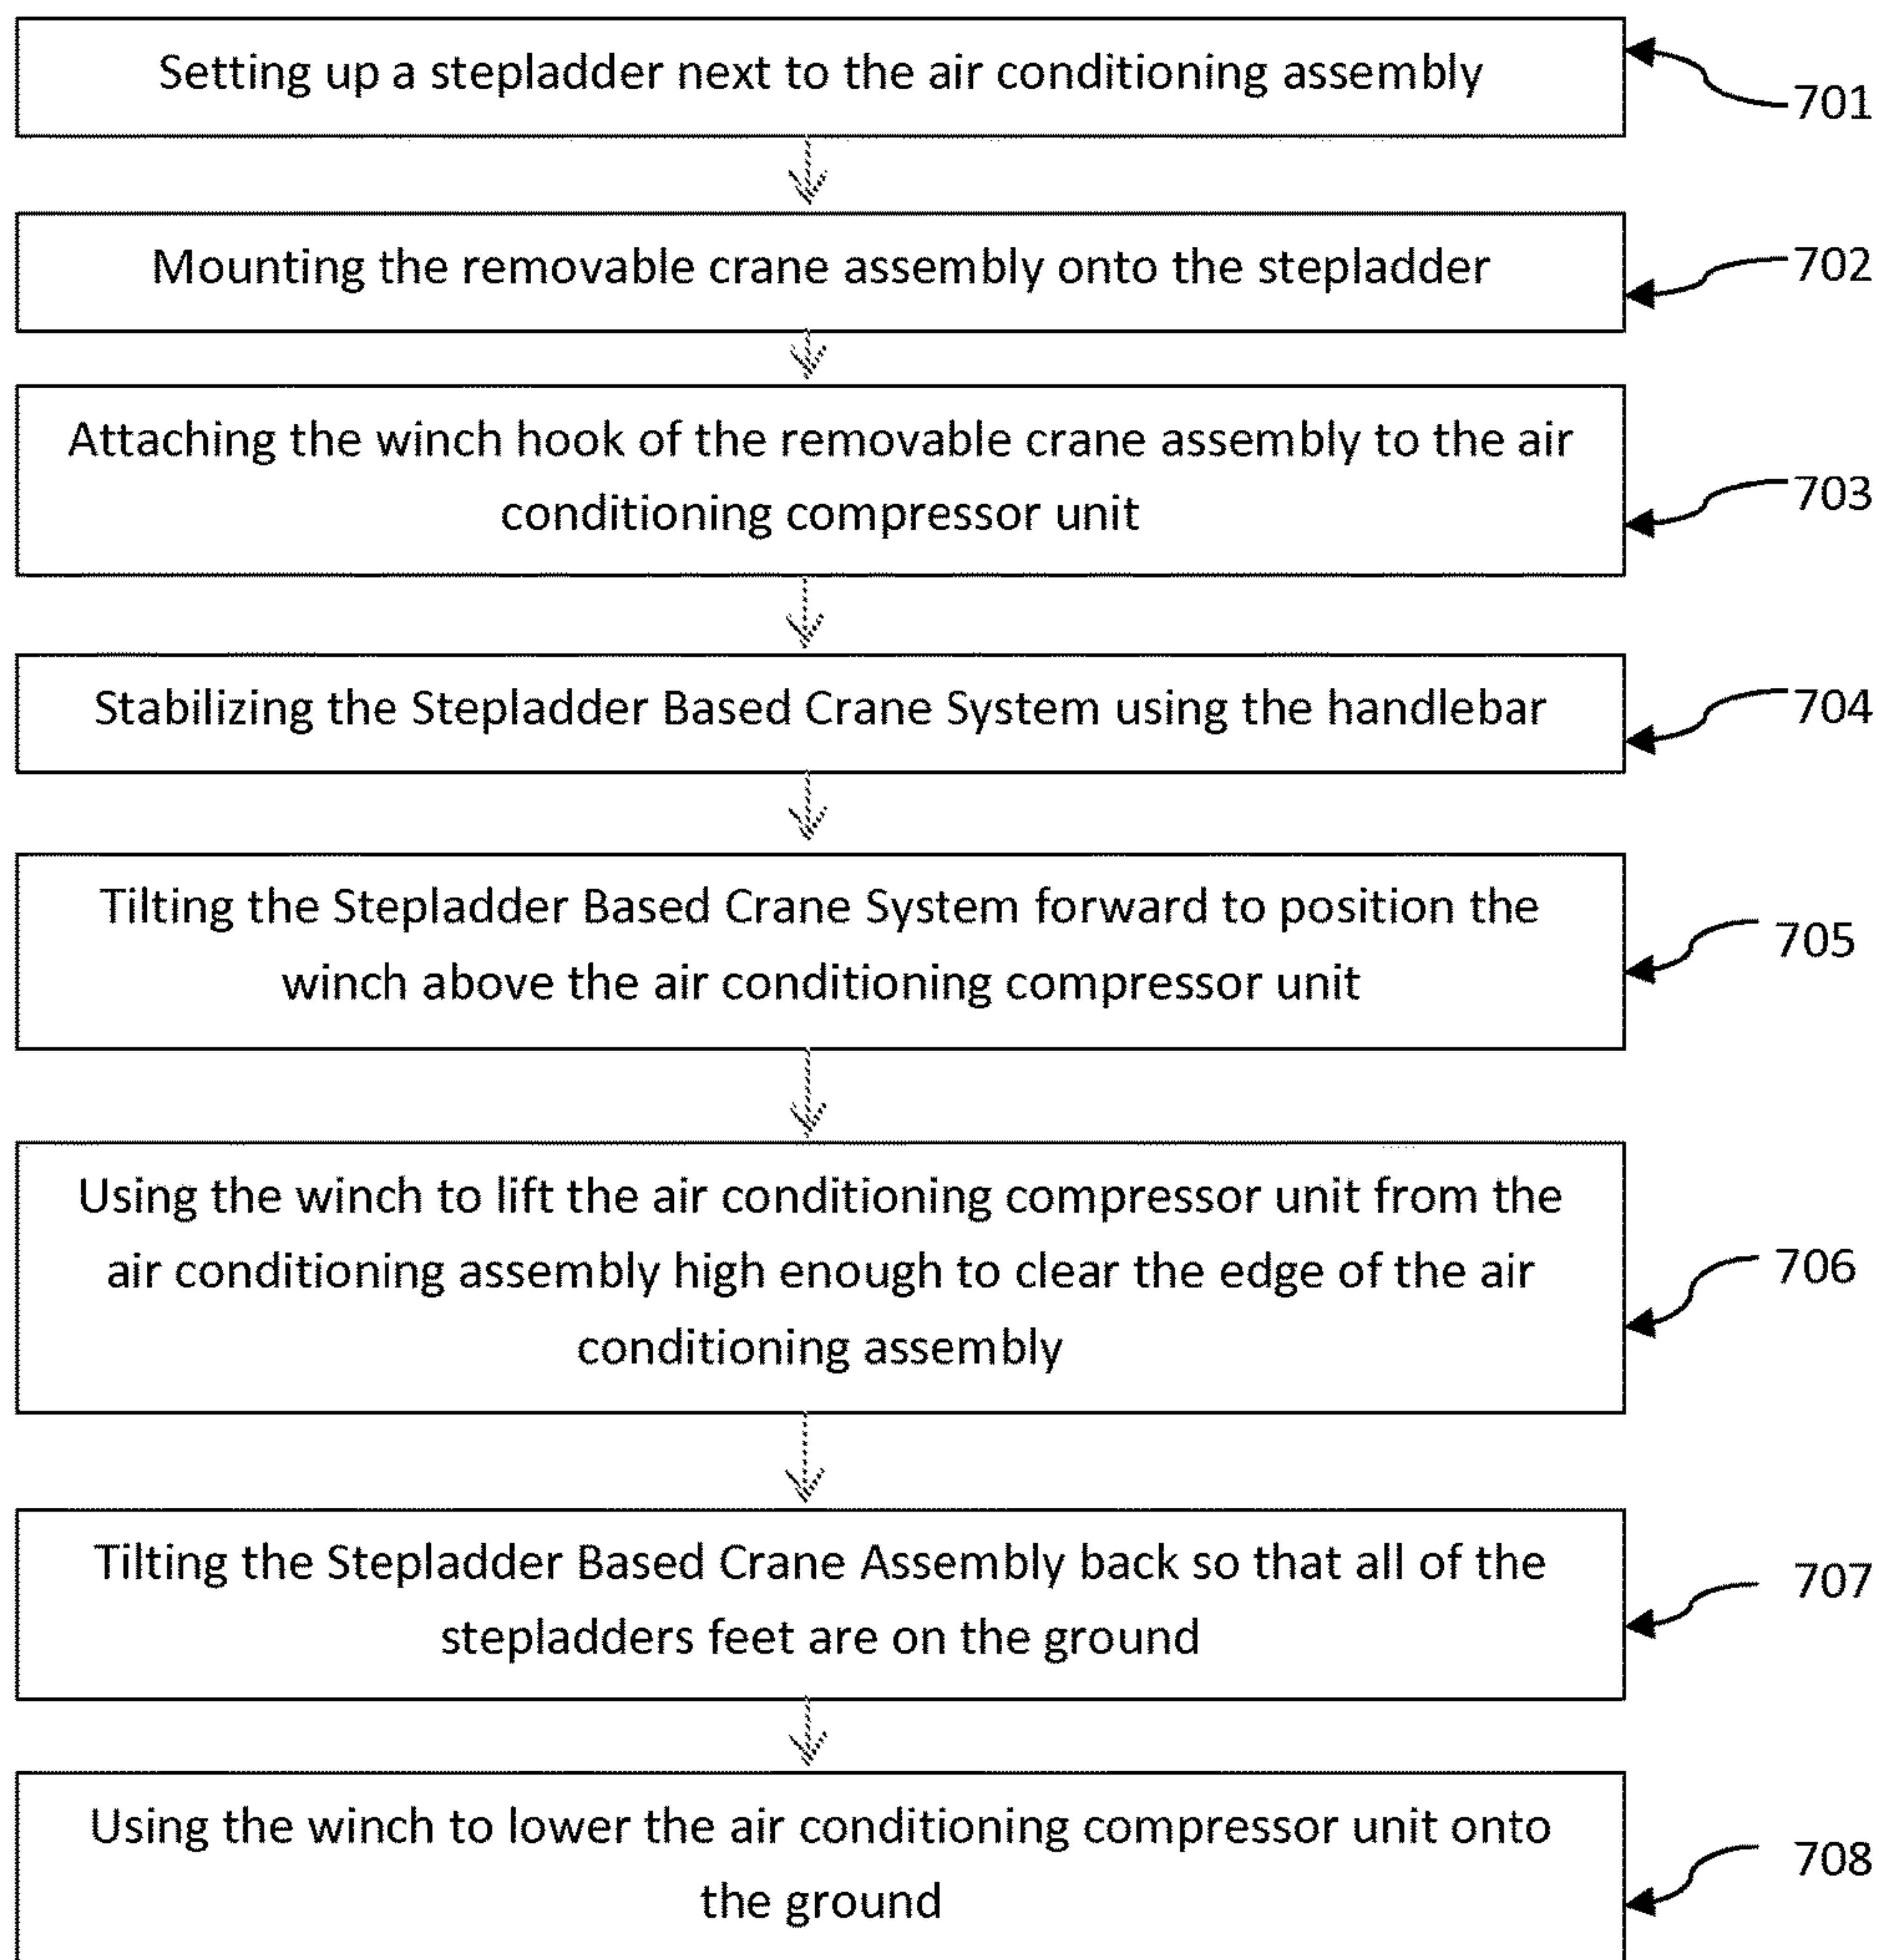 Setting up a stepladder next to the air conditioning assembly
701
Mounting the removable crane assembly onto the stepladder
702
Attaching the winch hook of the removable crane assembly to the air
conditioning compressor unit
703
Stabilizing the Stepladder Based Crane System using the handlebar
704
Tilting the Stepladder Based Crane System forward to position the
winch above the air conditioning compressor unit
705
Using the winch to lift the air conditioning compressor unit from the
air conditioning assembly high enough to clear the edge of the air
conditioning assembly
706
Tilting the Stepladder Based Crane Assembly back so that all of the
stepladders feet are on the ground
707
Using the winch to lower the air conditioning compressor unit onto
the ground
708